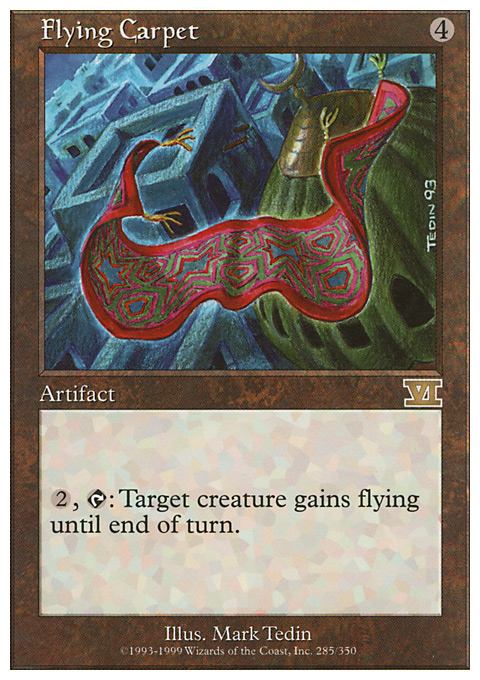 Flying Carpet 4
TEDIN 93
Artifact VI
2, : Target creature gains flying
until end of turn.
Illus. Mark Tedin
©1993-1999 Wizards of the Coast, Inc. 285/350